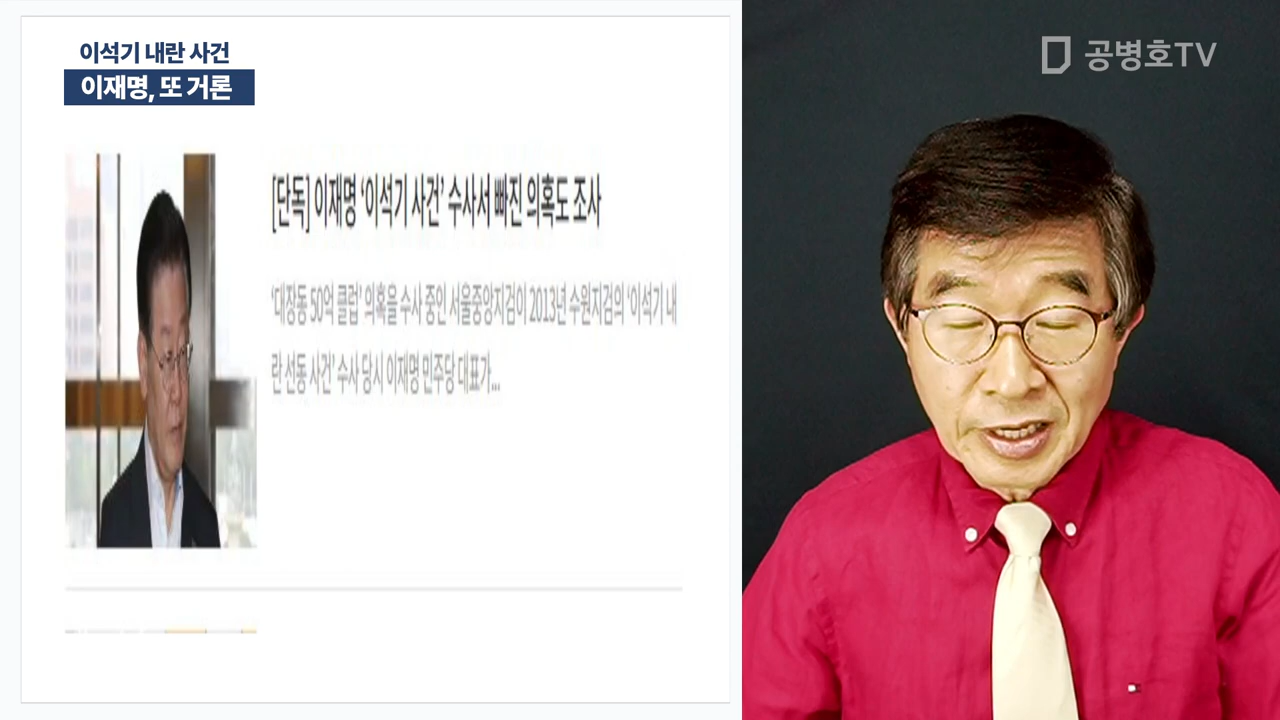 이석기 내란 사건
이재명, 또 거론
공병호TV
[단독] 이재명 ‘이석기 사건’ 수사서 빠진 의혹도 조사
‘대장동 50억 클럽’ 의혹을 수사 중인 서울중앙지검이 2013년 수원지검의 ‘이석기 내
란 선동 사건’ 수사 당시 이재명 민주당 대표가...